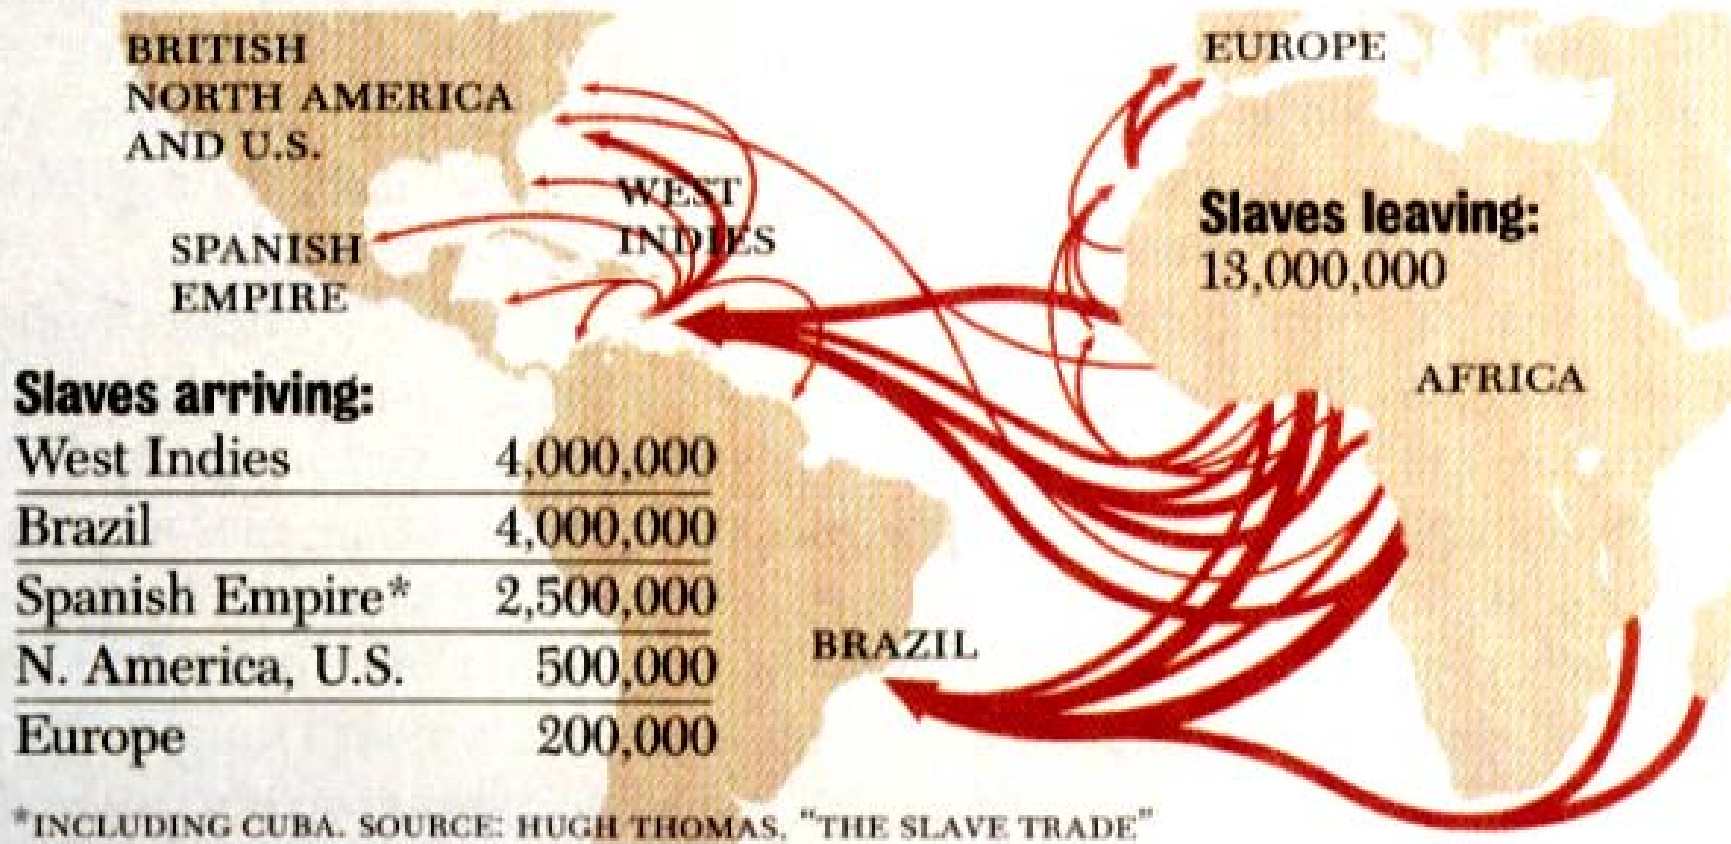 BRITISH
NORTH AMERICA
AND U.S.
EUROPE
WEST
INDIES
Slaves leaving:
13,000,000
SPANISH
EMPIRE
AFRICA
Slaves arriving:
West Indies 4,000,000
Brazil 4,000,000
Spanish Empire* 2,500,000
N. America, U.S. 500,000
Europe 200,000
BRAZIL
*INCLUDING CUBA. SOURCE: HUGH THOMAS, "THE SLAVE TRADE"